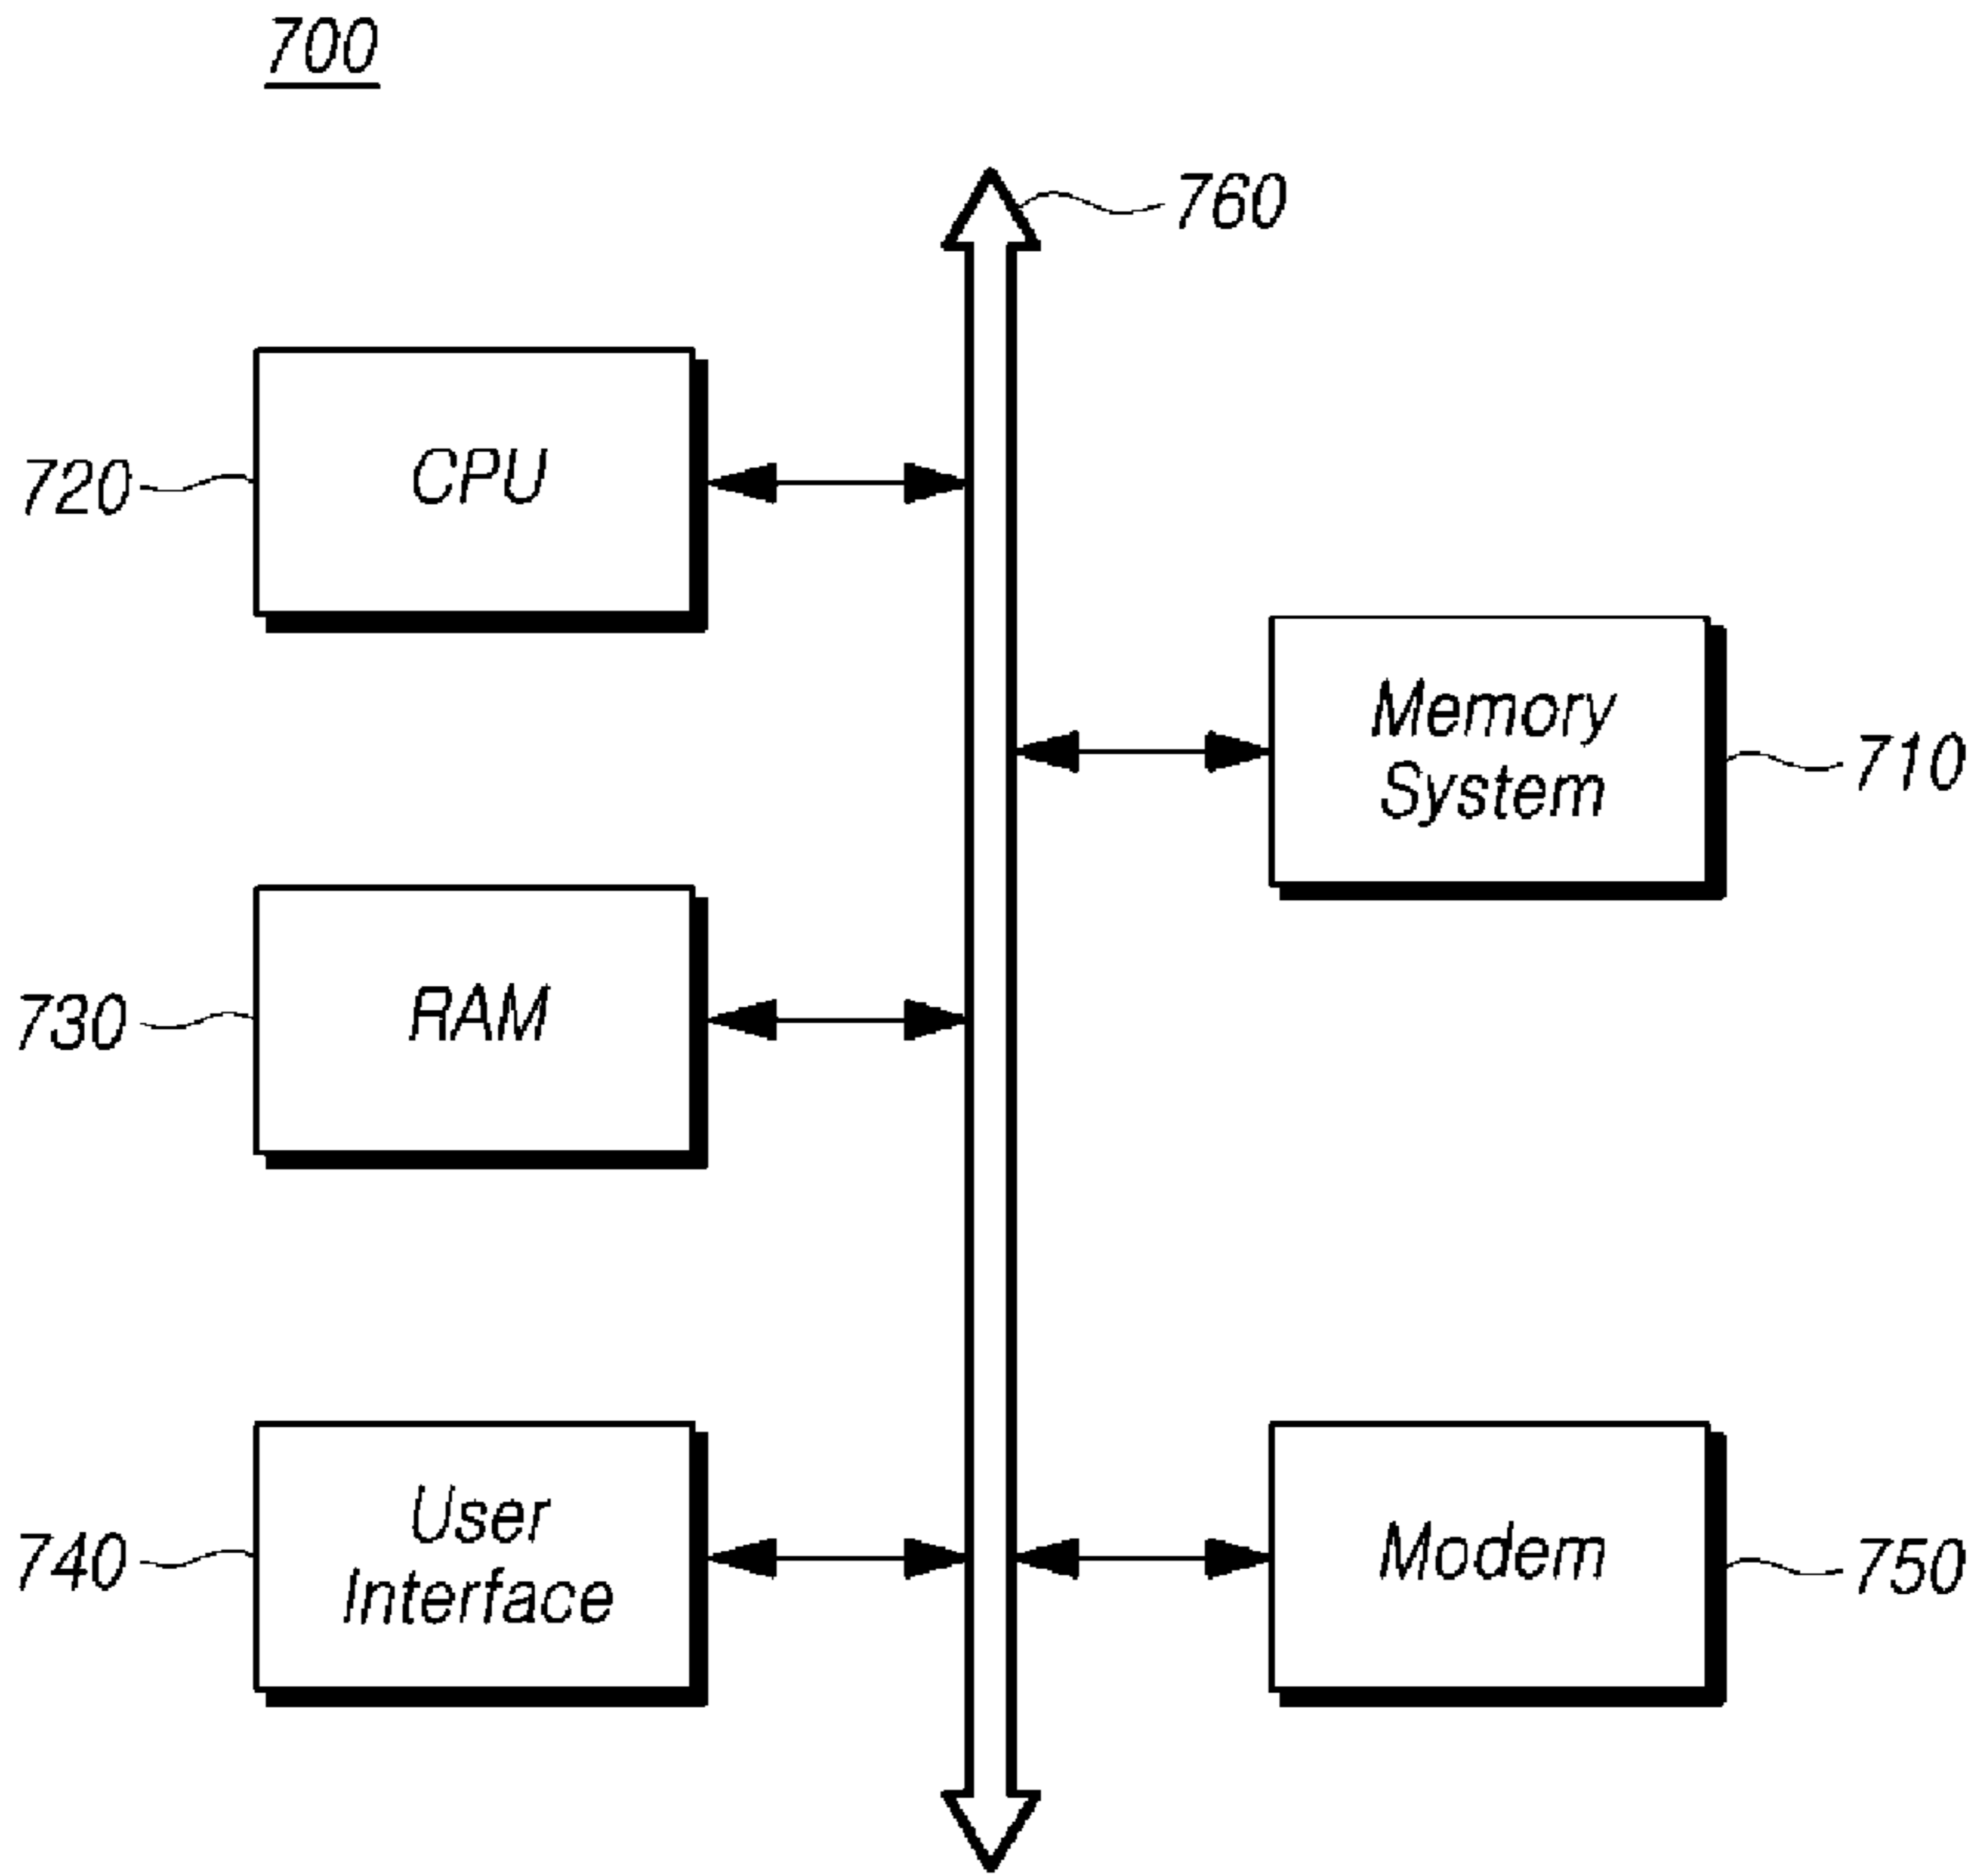 700
760
CPU
720
Memory
System
710
RAM
730
User
Interface
740
Modem
750